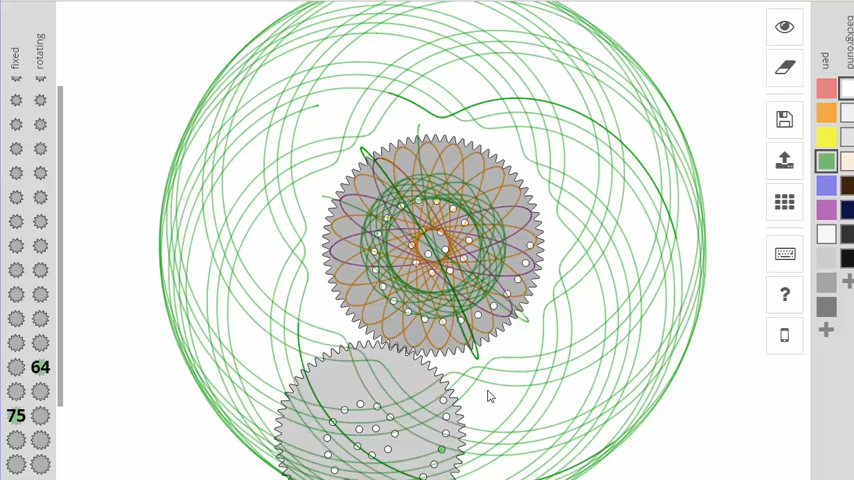 fixed
rotating
64
75
?
pen
background